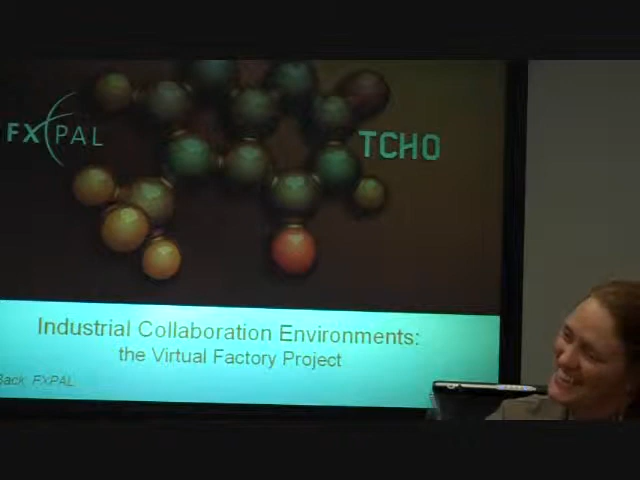 FXPAL
TCHO
Industrial Collaboration Environments:
the Virtual Factory Project
Back, FXPAL